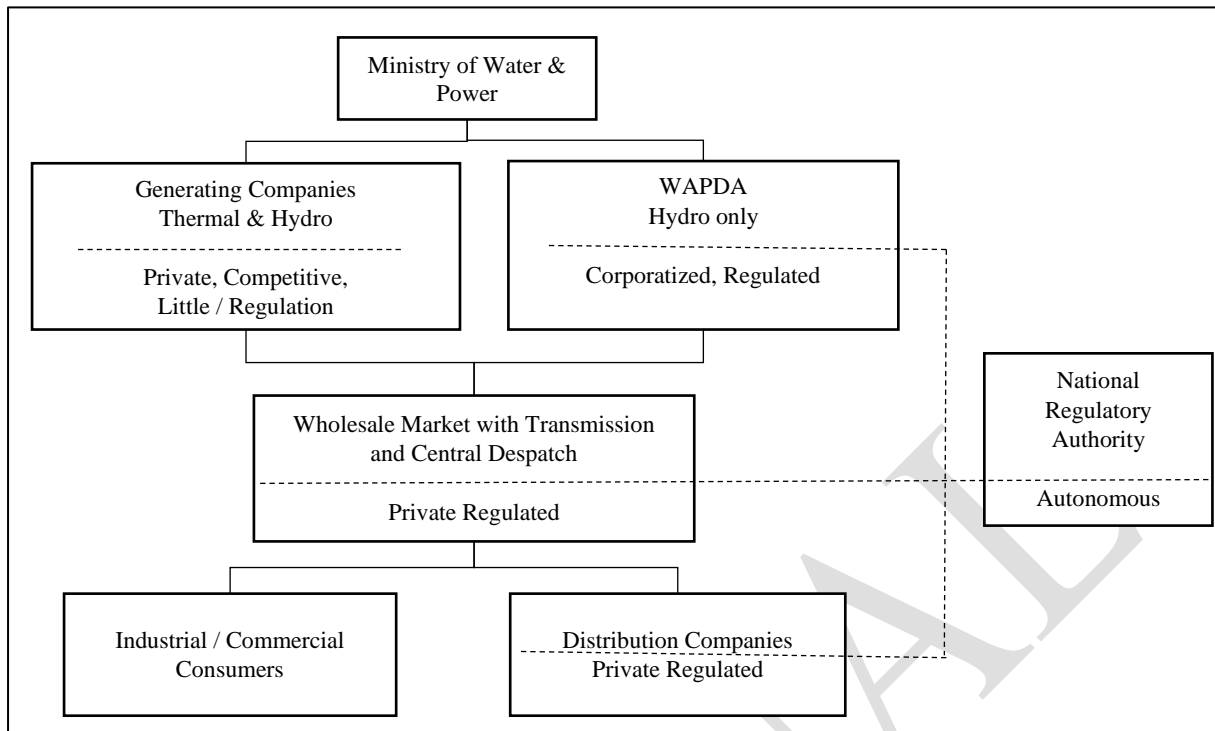 Ministry of Water &
Power
Generating Companies
Thermal & Hydro
Private, Competitive,
Little / Regulation
WAPDA
Hydro only
Corporatized, Regulated
Wholesale Market with Transmission
and Central Despatch
Private Regulated
National
Regulatory
Authority
Autonomous
Industrial / Commercial
Consumers
Distribution Companies
Private Regulated